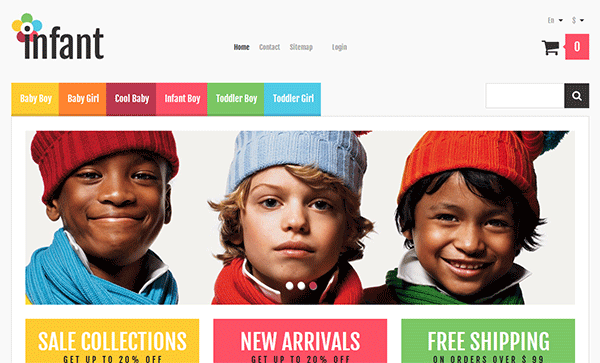 En $
infant
Home Contact Sitemap Login
0
Baby Boy Baby Girl Cool Baby Infant Boy Toddler Boy Toddler Girl
SALE COLLECTIONS NEW ARRIVALS FREE SHIPPING
GET UP TO 20% OFF GET UP TO 20% OFF ON ORDERS OVER $ 99